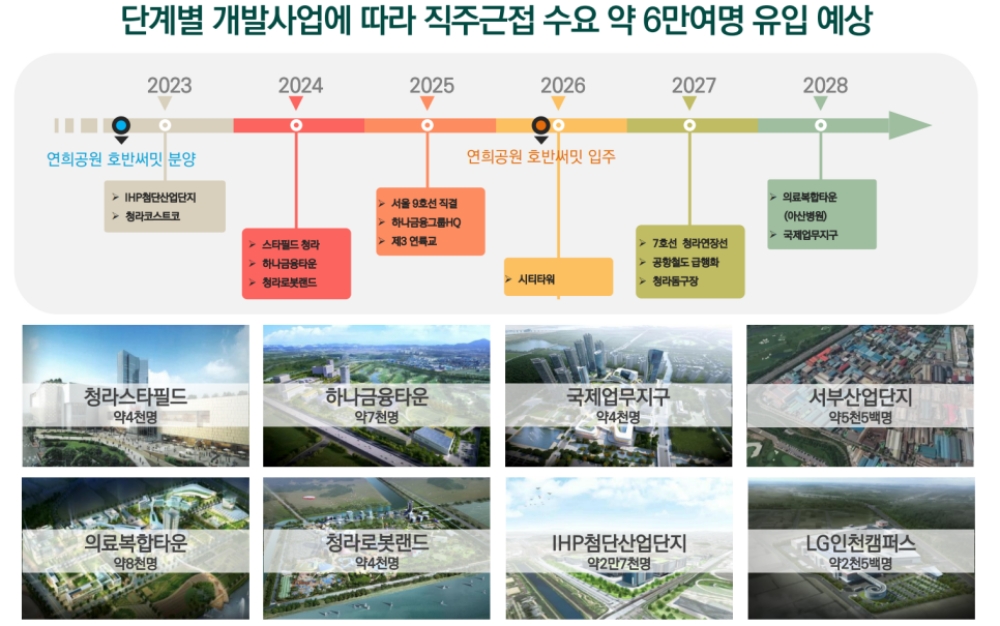 단계별 개발사업에 따라 직주근접 수요 약 6만여명 유입 예상
2023
2024
2025
2026
2027
2028
연희공원 호반써밋 분양
연희공원 호반써밋 입주
➢ IHP첨단산업단지
➢ 청라코스트코
➢ 스타필드 청라
➢ 하나금융타운
➢ 청라로봇랜드
➢ 서울 9호선 직결
➢ 하나금융그룹HQ
➢ 제3 연륙교
➢ 시티타워
➢ 7호선 청라연장선
➢ 공항철도 급행화
➢ 청라돔구장
➢ 의료복합타운
(아산병원)
➢ 국제업무지구
청라스타필드
약4천명
하나금융타운
약7천명
국제업무지구
약4천명
서부산업단지
약5천5백명
의료복합타운
약8천명
청라로봇랜드
약4천명
IHP첨단산업단지
약2만7천명
LG인천캠퍼스
약2천5백명